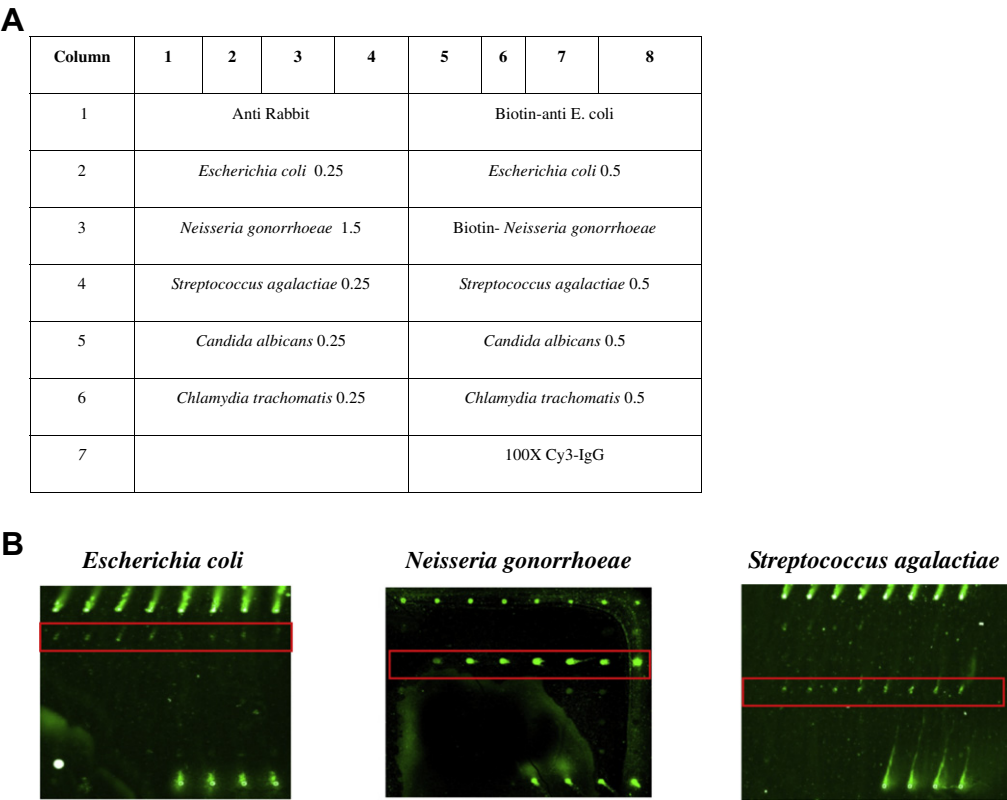 A
Column 1 2 3 4 5 6 7 8
1 Anti Rabbit Biotin-anti E. coli
2 Escherichia coli 0.25 Escherichia coli 0.5
3 Neisseria gonorrhoeae 1.5 Biotin- Neisseria gonorrhoeae
4 Streptococcus agalactiae 0.25 Streptococcus agalactiae 0.5
5 Candida albicans 0.25 Candida albicans 0.5
6 Chlamydia trachomatis 0.25 Chlamydia trachomatis 0.5
7 100X Cy3-IgG
B
Escherichia coli Neisseria gonorrhoeae Streptococcus agalactiae